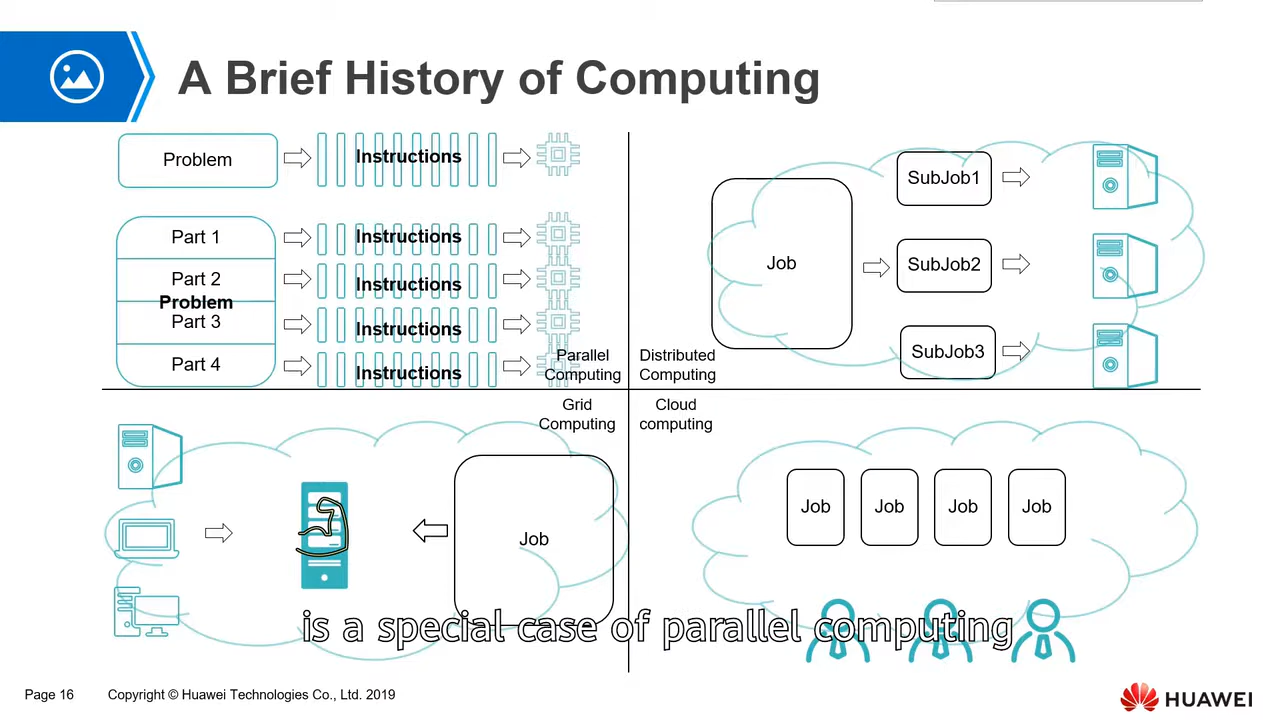 A Brief History of Computing
Problem
Instructions
Part 1
Instructions
Part 2
Instructions
Problem
Part 3
Instructions
Part 4
Instructions
Parallel
Computing
Job
SubJob1
SubJob2
SubJob3
Distributed
Computing
Grid
Computing
Job
Cloud
computing
Job
Job
Job
Job
is a special case of parallel computing
Page 16
Copyright © Huawei Technologies Co., Ltd. 2019
HUAWEI